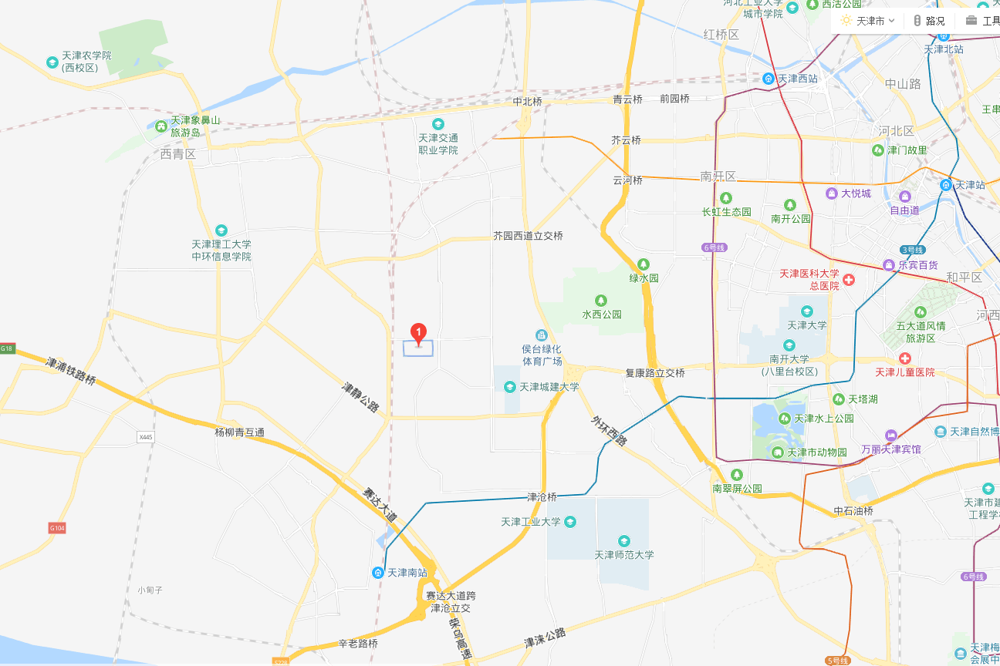 河北工业大学
城市学院
西沽公园
天津市
路况
工具
红桥区
天津北站
天津农学院
(西校区)
天津西站
中山路
中北桥
青云桥
前园桥
王串
天津象鼻山
旅游岛
西青区
天津交通
职业学院
芥云桥
河北区
津门故里
云河桥
南开区
天津站
大悦城
自由道
长虹生态园
南开公园
天津理工大学
中环信息学院
芥园西道立交桥
6号线
3号线
乐宾百货
绿水园
天津医科大学
总医院
和平区
水西公园
天津大学
河西
五大道风情
旅游区
1
侯台绿化
体育广场
G18
津浦铁路桥
南开大学
(八里台校区)
天津儿童医院
复康路立交桥
天津城建大学
津静公路
天塔湖
天津水上公园
外环西路
杨柳青互通
X445
天津自然博
万丽天津宾馆
天津市动物园
南翠屏公园
赛达大道
津沧桥
中石油桥
天津市建
工程学校
天津工业大学
G104
天津师范大学
天津南站
6号线
小甸子
赛达大道跨
津沧立交
荣乌高速
津涞公路
辛老路桥
天津梅
会展中
S229
5号线